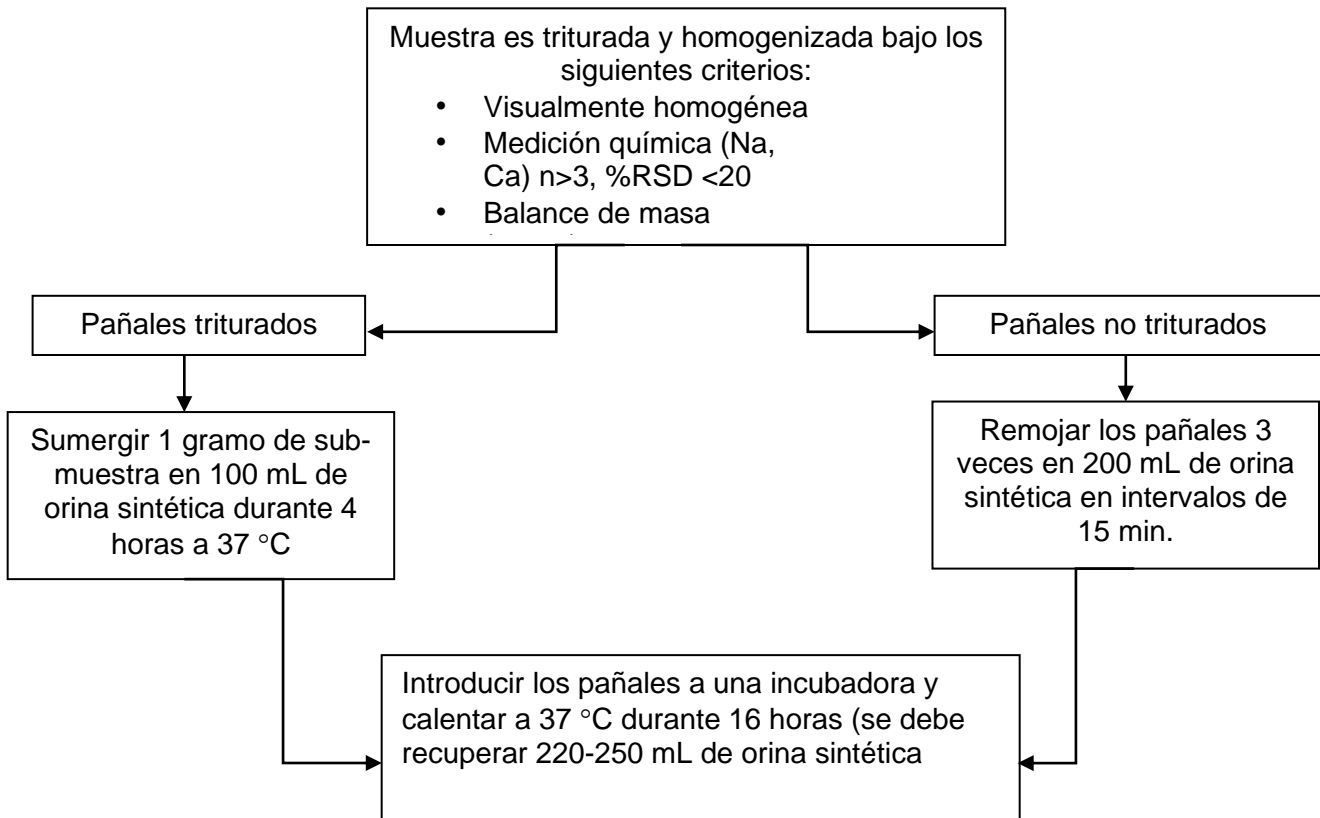 Muestra es triturada y homogenizada bajo los
siguientes criterios:
• Visualmente homogénea
• Medición química (Na,
Ca) n>3, %RSD <20
• Balance de masa
Pañales triturados
Pañales no triturados
Sumergir 1 gramo de sub-
muestra en 100 mL de
orina sintética durante 4
horas a 37 °C
Remojar los pañales 3
veces en 200 mL de orina
sintética en intervalos de
15 min.
Introducir los pañales a una incubadora y
calentar a 37 °C durante 16 horas (se debe
recuperar 220-250 mL de orina sintética